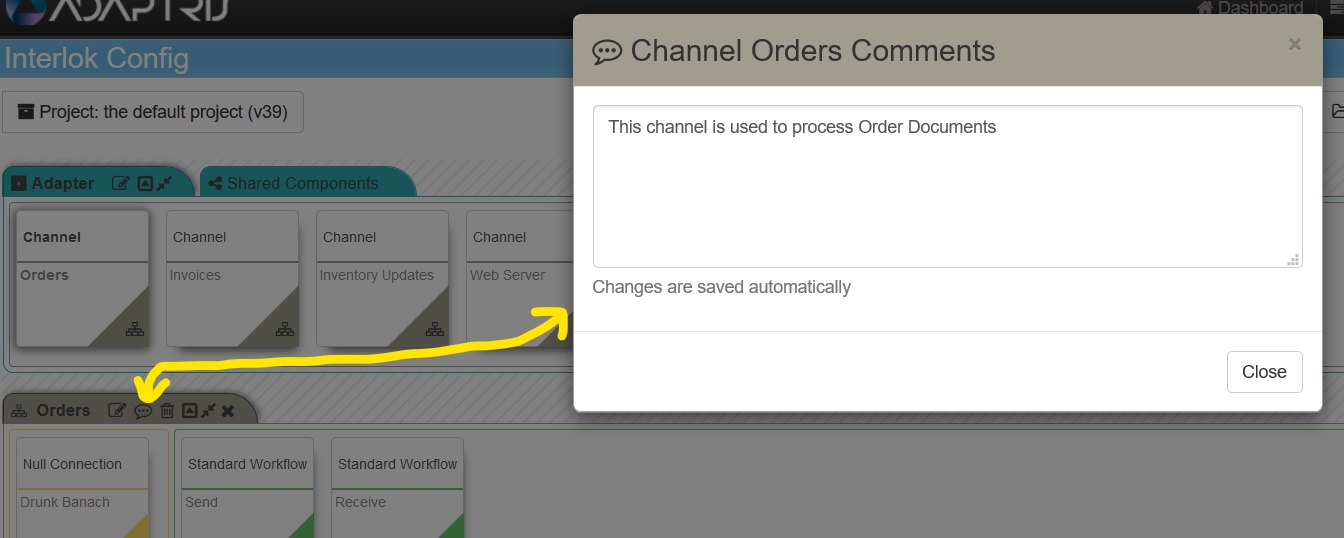 ADAPTRIS
Dashboard
Interlok Config
Channel Orders Comments
×
Project: the default project (v39)
This channel is used to process Order Documents
Changes are saved automatically
Close
Adapter
Shared Components
Channel
Orders
Channel
Invoices
Channel
Inventory Updates
Channel
Web Server
Orders
Null Connection
Drunk Banach
Standard Workflow
Send
Standard Workflow
Receive